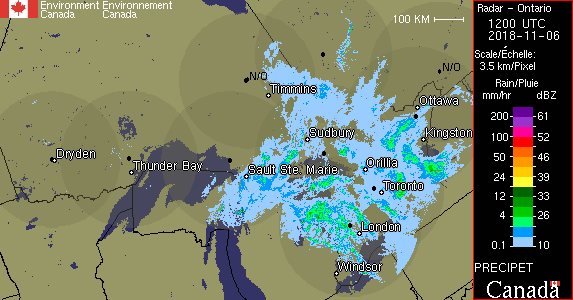 Environment Environnement
Canada Canada
100 KM
N/O
N/O
Timmins
Ottawa
Sudbury
Kingston
Dryden
Thunder Bay
Sault Ste. Marie
Orillia
Toronto
London
Windsor
Radar - Ontario
1200 UTC
2018-11-06
Scale/Échelle:
3.5 km/Pixel
Rain/Pluie
mm/hr dBZ
200 61
100 52
50 46
24 39
12 33
4 26
0.1 10
PRECIPET
Canada